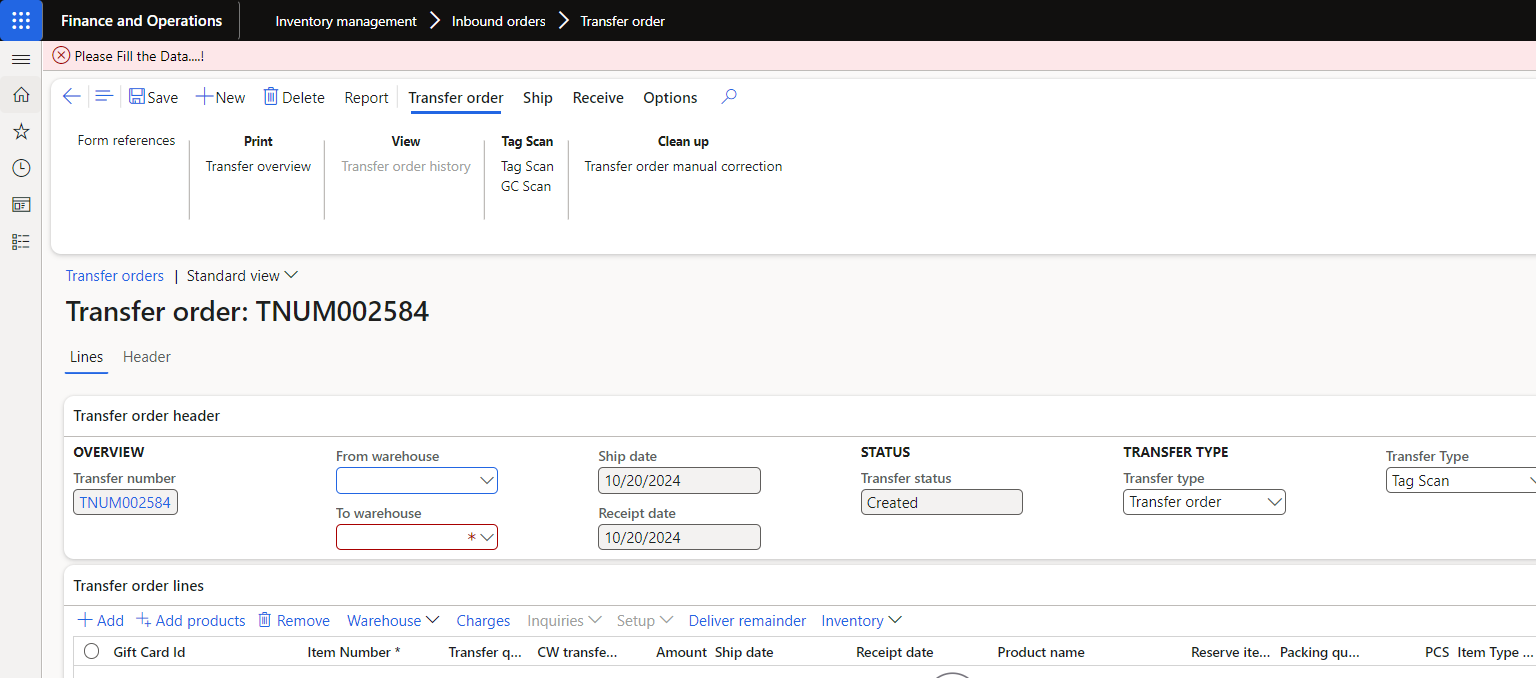 Finance and Operations
Inventory management > Inbound orders > Transfer order
Please Fill the Data....!
Save New Delete Report Transfer order Ship Receive Options
Form references Print View Tag Scan Clean up
Transfer overview Transfer order history Tag Scan Transfer order manual correction
GC Scan
Transfer orders | Standard view
Transfer order: TNUM002584
Lines Header
Transfer order header
OVERVIEW
Transfer number
TNUM002584
From warehouse
To warehouse
*
Ship date
10/20/2024
Receipt date
10/20/2024
STATUS
Transfer status
Created
TRANSFER TYPE
Transfer type
Transfer order
Transfer Type
Tag Scan
Transfer order lines
Add Add products Remove Warehouse Charges Inquiries Setup Deliver remainder Inventory
Gift Card Id Item Number * Transfer q... CW transfe... Amount Ship date Receipt date Product name Reserve ite... Packing qu... PCS Item Type ...